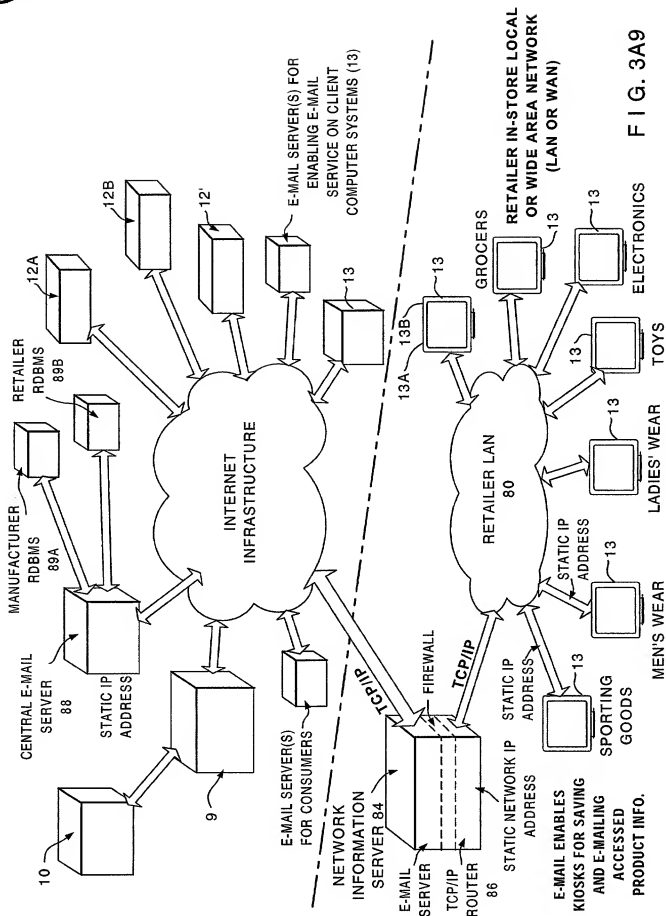 10
9
CENTRAL E-MAIL
SERVER
88
STATIC IP
ADDRESS
MANUFACTURER
RDBMS
89A
RETAILER
RDBMS
89B
12A
12B
12'
E-MAIL SERVER(S) FOR
ENABLING E-MAIL
SERVICE ON CLIENT
COMPUTER SYSTEMS (13)
13
INTERNET
INFRASTRUCTURE
E-MAIL SERVER(S)
FOR CONSUMERS
TCP/IP
NETWORK
INFORMATION
SERVER 84
FIREWALL
TCP/IP
E-MAIL
SERVER
TCP/IP
ROUTER
86
STATIC NETWORK IP
ADDRESS
RETAILER LAN
80
13A
13B
13
GROCERS
13
RETAILER IN-STORE LOCAL
OR WIDE AREA NETWORK
(LAN OR WAN)
13
ELECTRONICS
13
TOYS
13
LADIES' WEAR
STATIC IP
ADDRESS
13
MEN'S WEAR
STATIC IP
ADDRESS
13
SPORTING
GOODS
E-MAIL ENABLES
KIOSKS FOR SAVING
AND E-MAILING
ACCESSED
PRODUCT INFO.
FIG. 3A9